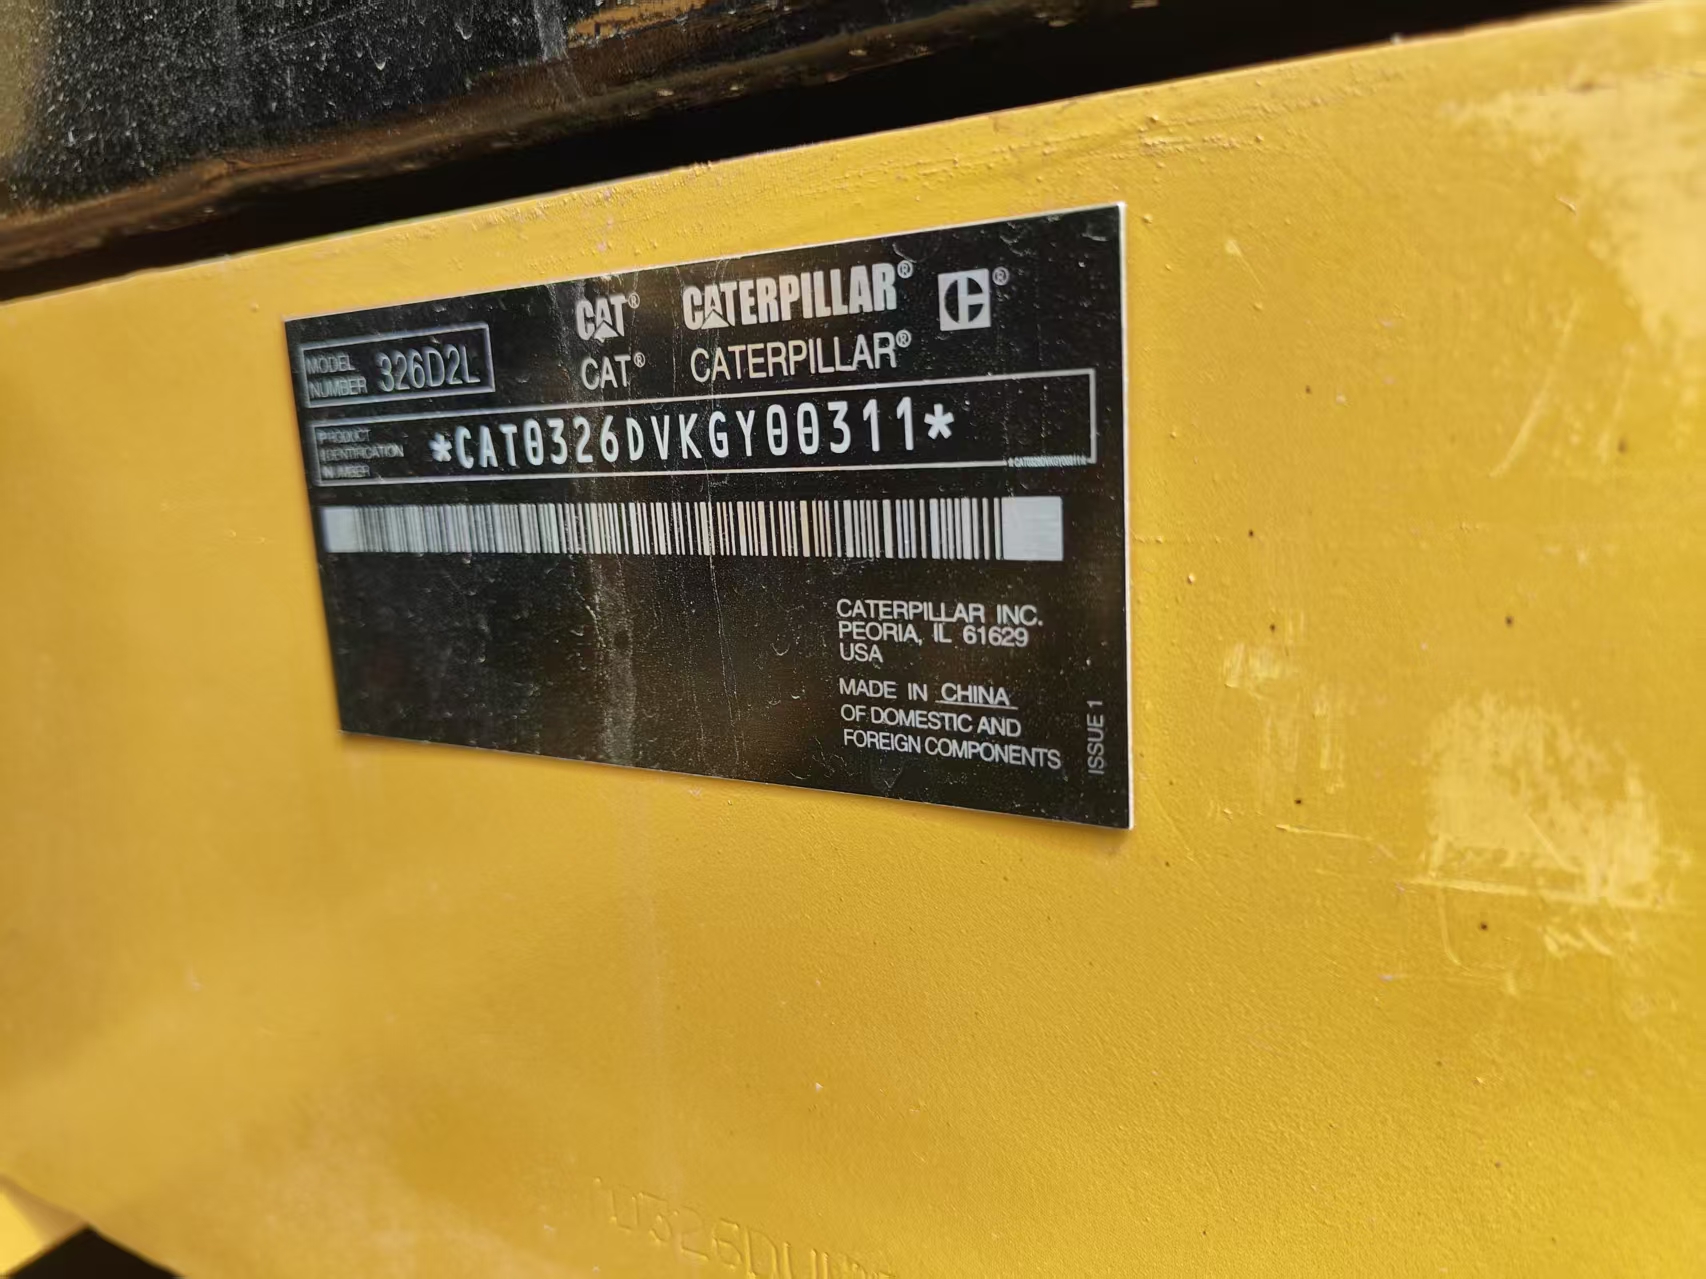 CAT® CATERPILLAR® C®
MODEL NUMBER 326D2L
CAT® CATERPILLAR®
PRODUCT IDENTIFICATION NUMBER
*CAT0326DVKGY00311*
CATERPILLAR INC.
PEORIA, IL 61629
USA
MADE IN CHINA
OF DOMESTIC AND
FOREIGN COMPONENTS
ISSUE 1